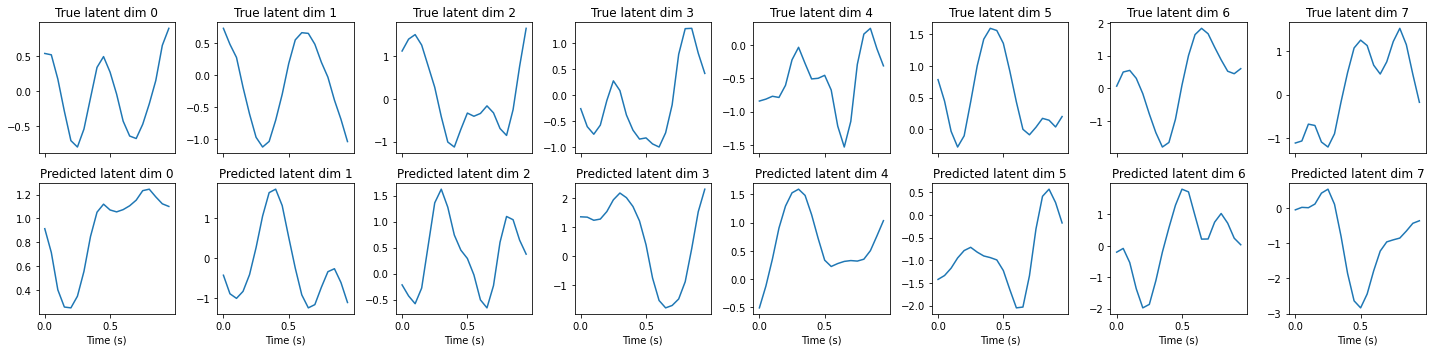 True latent dim 0 True latent dim 1 True latent dim 2 True latent dim 3 True latent dim 4 True latent dim 5 True latent dim 6 True latent dim 7
0.5 0.0 −0.5
0.5 0.0 −0.5 −1.0
1 0 −1
1.0 0.5 0.0 −0.5 −1.0
0.0 −0.5 −1.0 −1.5
1.5 1.0 0.5 0.0
2 1 0 −1
1 0 −1
Predicted latent dim 0 Predicted latent dim 1 Predicted latent dim 2 Predicted latent dim 3 Predicted latent dim 4 Predicted latent dim 5 Predicted latent dim 6 Predicted latent dim 7
1.2 1.0 0.8 0.6 0.4
1 0 −1
1.5 1.0 0.5 0.0 −0.5
2 1 0 −1
1.5 1.0 0.5 0.0 −0.5
0.5 0.0 −0.5 −1.0 −1.5 −2.0
1 0 −1 −2
0 −1 −2 −3
0.0 0.5 0.0 0.5 0.0 0.5 0.0 0.5 0.0 0.5 0.0 0.5 0.0 0.5 0.0 0.5
Time (s) Time (s) Time (s) Time (s) Time (s) Time (s) Time (s) Time (s)